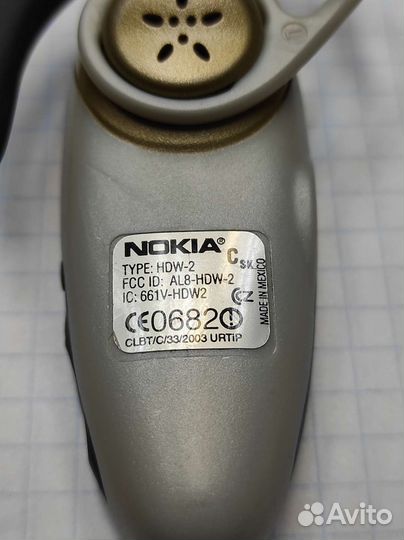 NOKIA®
TYPE: HDW-2
FCC ID: AL8-HDW-2
IC: 661V-HDW2
CE0682
CLBT/C/33/2003 URTiP
MADE IN MEXICO
L
Avito